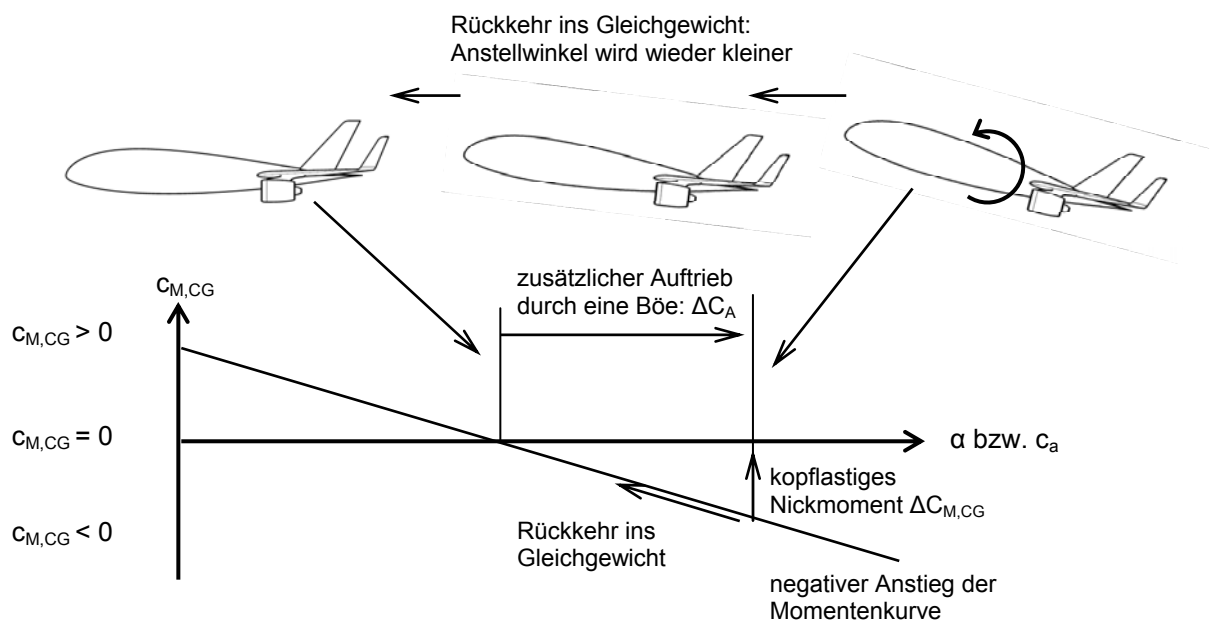 Rückkehr ins Gleichgewicht:
Anstellwinkel wird wieder kleiner
c_M,CG
zusätzlicher Auftrieb
durch eine Böe: ΔC_A
c_M,CG > 0
c_M,CG = 0
α bzw. c_a
kopflastiges
Nickmoment ΔC_M,CG
c_M,CG < 0
Rückkehr ins
Gleichgewicht
negativer Anstieg der
Momentenkurve